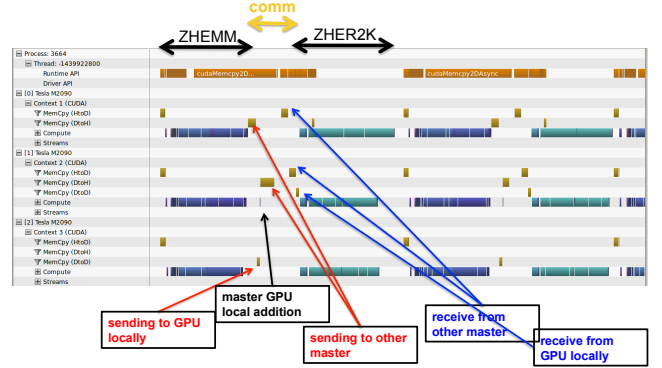 comm
ZHEMM
ZHER2K
Process: 3664
Thread: -1439922800
Runtime API
cudaMemcpy2D...
cudaMemcpy2DAsync
Driver API
[0] Tesla M2090
Context 1 (CUDA)
MemCpy (HtoD)
MemCpy (DtoH)
Compute
Streams
[1] Tesla M2090
Context 2 (CUDA)
MemCpy (HtoD)
MemCpy (DtoH)
MemCpy (DtoD)
Compute
Streams
[2] Tesla M2090
Context 3 (CUDA)
MemCpy (HtoD)
MemCpy (DtoD)
Compute
Streams
master GPU
local addition
sending to GPU
locally
sending to other
master
receive from
other master
receive from
GPU locally